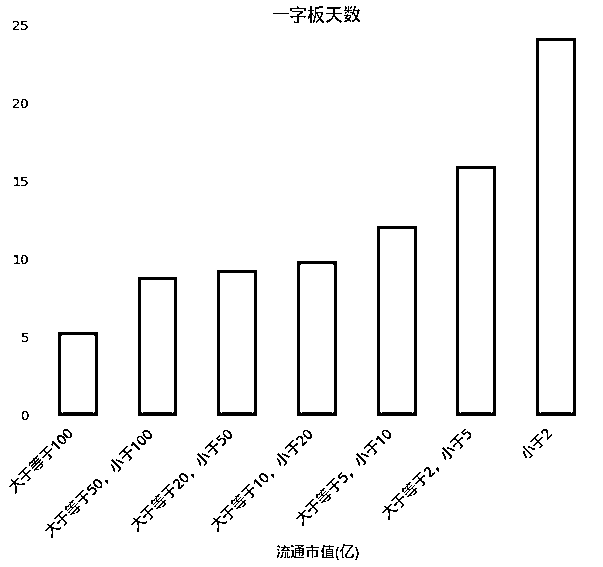 一字板天数
25
20
15
10
5
0
大于等于100
大于等于50，小于100
大于等于20，小于50
大于等于10，小于20
大于等于5，小于10
大于等于2，小于5
小于2
流通市值(亿)